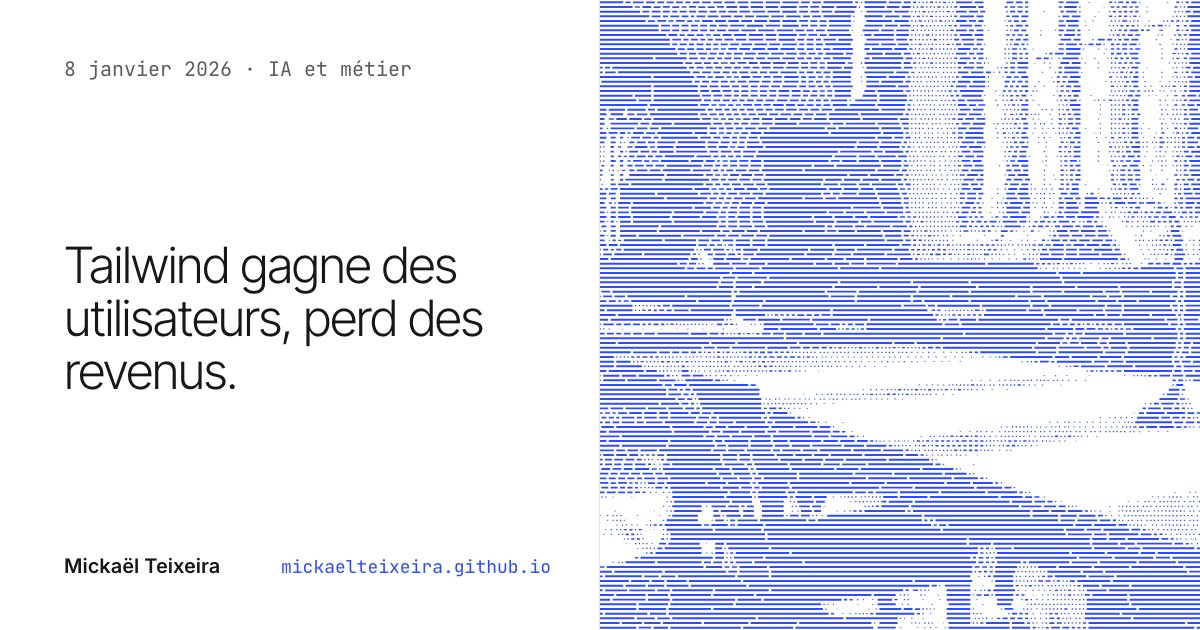 8 janvier 2026 · IA et métier
Tailwind gagne des
utilisateurs, perd des
revenus.
Mickaël Teixeira
mickaelteixeira.github.io